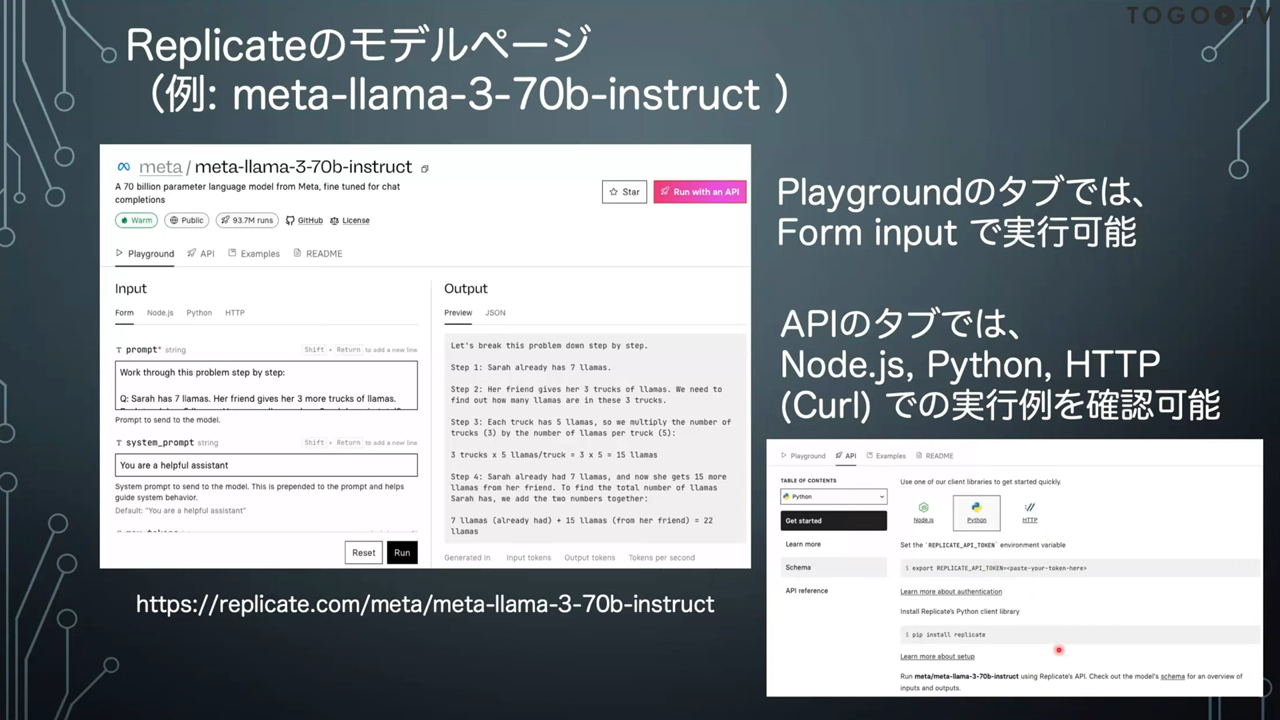 TOGO TV
Replicateのモデルページ
（例: meta-llama-3-70b-instruct ）
meta / meta-llama-3-70b-instruct
A 70 billion parameter language model from Meta, fine tuned for chat
completions
Star
Run with an API
Warm
Public
93.7M runs
GitHub
License
Playground
API
Examples
README
Input
Form
Node.js
Python
HTTP
prompt* string
Shift + Return to add a new line
Work through this problem step by step:
Q: Sarah has 7 llamas. Her friend gives her 3 more trucks of llamas.
Prompt to send to the model.
system_prompt string
Shift + Return to add a new line
You are a helpful assistant
System prompt to send to the model. This is prepended to the prompt and helps
guide system behavior.
Default: "You are a helpful assistant"
Reset
Run
Output
Preview
JSON
Let's break this problem down step by step.
Step 1: Sarah already has 7 llamas.
Step 2: Her friend gives her 3 trucks of llamas. We need to
find out how many llamas are in these 3 trucks.
Step 3: Each truck has 5 llamas, so we multiply the number of
trucks (3) by the number of llamas per truck (5):
3 trucks x 5 llamas/truck = 3 x 5 = 15 llamas
Step 4: Sarah already had 7 llamas, and now she gets 15 more
llamas from her friend. To find the total number of llamas
Sarah has, we add the two numbers together:
7 llamas (already had) + 15 llamas (from her friend) = 22
llamas
Generated in
Input tokens
Output tokens
Tokens per second
https://replicate.com/meta/meta-llama-3-70b-instruct
Playgroundのタブでは、
Form input で実行可能
APIのタブでは、
Node.js, Python, HTTP
(Curl) での実行例を確認可能
Playground
API
Examples
README
TABLE OF CONTENTS
Python
Get started
Learn more
Schema
API reference
Use one of our client libraries to get started quickly.
Node.js
Python
HTTP
Set the `REPLICATE_API_TOKEN` environment variable
$ export REPLICATE_API_TOKEN=<paste-your-token-here>
Learn more about authentication
Install Replicate's Python client library
$ pip install replicate
Learn more about setup
Run meta/meta-llama-3-70b-instruct using Replicate's API. Check out the model's schema for an overview of
inputs and outputs.